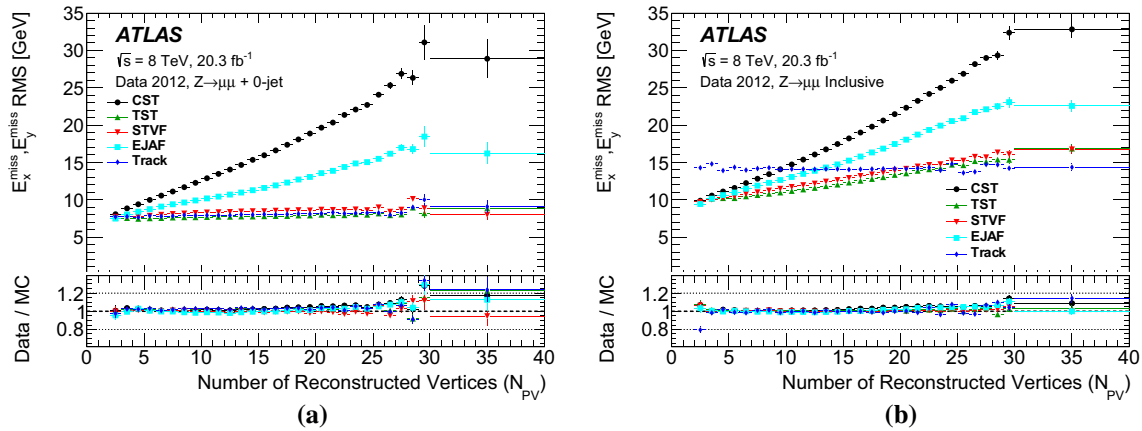 ATLAS
√s = 8 TeV, 20.3 fb⁻¹
Data 2012, Z→μμ + 0-jet
CST
TST
STVF
EJAF
Track
E_x^miss, E_y^miss RMS [GeV]
35
30
25
20
15
10
5
Data / MC
1.2
1
0.8
0 5 10 15 20 25 30 35 40
Number of Reconstructed Vertices (N_PV)
(a)
ATLAS
√s = 8 TeV, 20.3 fb⁻¹
Data 2012, Z→μμ Inclusive
CST
TST
STVF
EJAF
Track
E_x^miss, E_y^miss RMS [GeV]
35
30
25
20
15
10
5
Data / MC
1.2
1
0.8
0 5 10 15 20 25 30 35 40
Number of Reconstructed Vertices (N_PV)
(b)